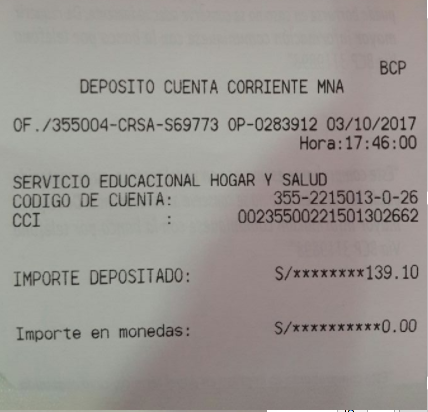 BCP
DEPOSITO CUENTA CORRIENTE MNA
OF./355004-CRSA-S69773 OP-0283912 03/10/2017
Hora:17:46:00
SERVICIO EDUCACIONAL HOGAR Y SALUD
CODIGO DE CUENTA: 355-2215013-0-26
CCI : 00235500221501302662
IMPORTE DEPOSITADO: S/********139.10
Importe en monedas: S/**********0.00